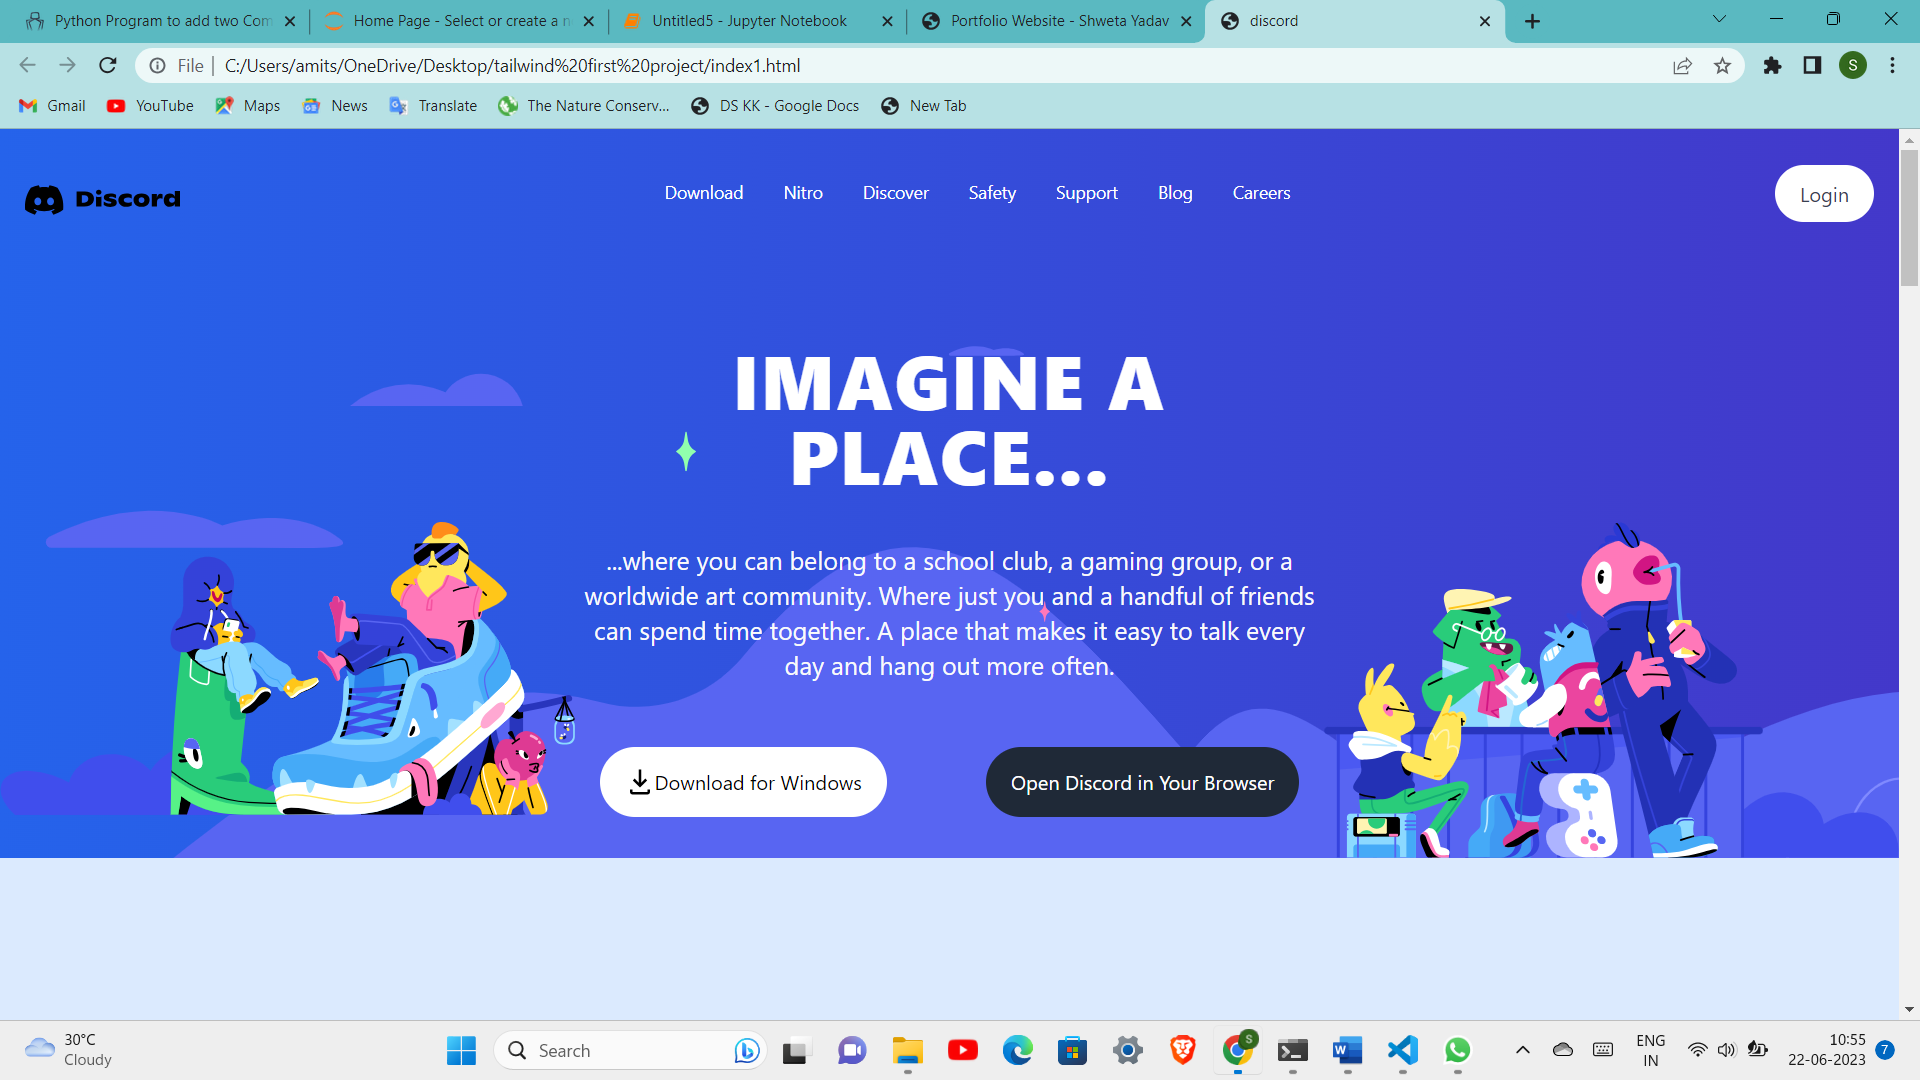 Python Program to add two Com
Home Page - Select or create a n
Untitled5 - Jupyter Notebook
Portfolio Website - Shweta Yadav
discord
File
C:/Users/amits/OneDrive/Desktop/tailwind%20first%20project/index1.html
S
Gmail
YouTube
Maps
News
Translate
The Nature Conserv...
DS KK - Google Docs
New Tab
Discord
Download
Nitro
Discover
Safety
Support
Blog
Careers
Login
IMAGINE A
PLACE...
...where you can belong to a school club, a gaming group, or a
worldwide art community. Where just you and a handful of friends
can spend time together. A place that makes it easy to talk every
day and hang out more often.
Download for Windows
Open Discord in Your Browser
30°C
Cloudy
Search
S
ENG
IN
10:55
22-06-2023
7